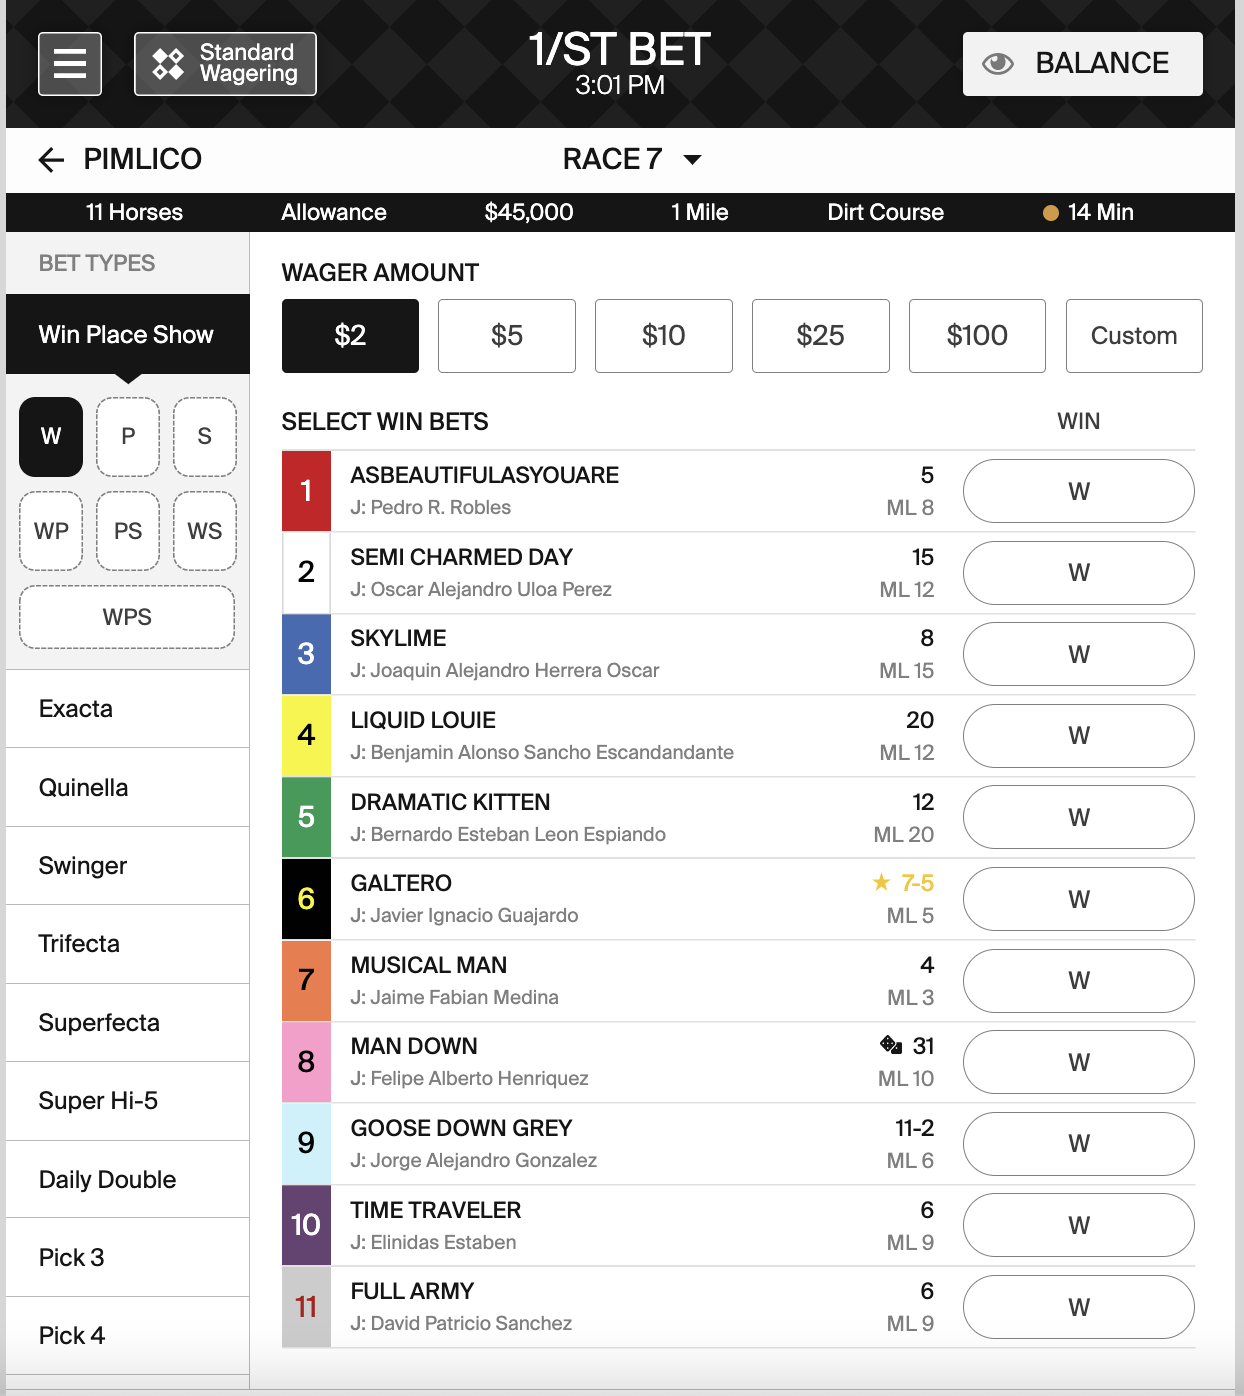 Standard
Wagering
1/ST BET
3:01 PM
BALANCE
PIMLICO
RACE 7
11 Horses Allowance $45,000 1 Mile Dirt Course 14 Min
BET TYPES
Win Place Show
W P S
WP PS WS
WPS
Exacta
Quinella
Swinger
Trifecta
Superfecta
Super Hi-5
Daily Double
Pick 3
Pick 4
WAGER AMOUNT
$2 $5 $10 $25 $100 Custom
SELECT WIN BETS WIN
1 ASBEAUTIFULASYOUARE 5 W
J: Pedro R. Robles ML 8
2 SEMI CHARMED DAY 15 W
J: Oscar Alejandro Uloa Perez ML 12
3 SKYLIME 8 W
J: Joaquin Alejandro Herrera Oscar ML 15
4 LIQUID LOUIE 20 W
J: Benjamin Alonso Sancho Escandandante ML 12
5 DRAMATIC KITTEN 12 W
J: Bernardo Esteban Leon Espiando ML 20
6 GALTERO ★ 7-5 W
J: Javier Ignacio Guajardo ML 5
7 MUSICAL MAN 4 W
J: Jaime Fabian Medina ML 3
8 MAN DOWN 31 W
J: Felipe Alberto Henriquez ML 10
9 GOOSE DOWN GREY 11-2 W
J: Jorge Alejandro Gonzalez ML 6
10 TIME TRAVELER 6 W
J: Elinidas Estaben ML 9
11 FULL ARMY 6 W
J: David Patricio Sanchez ML 9